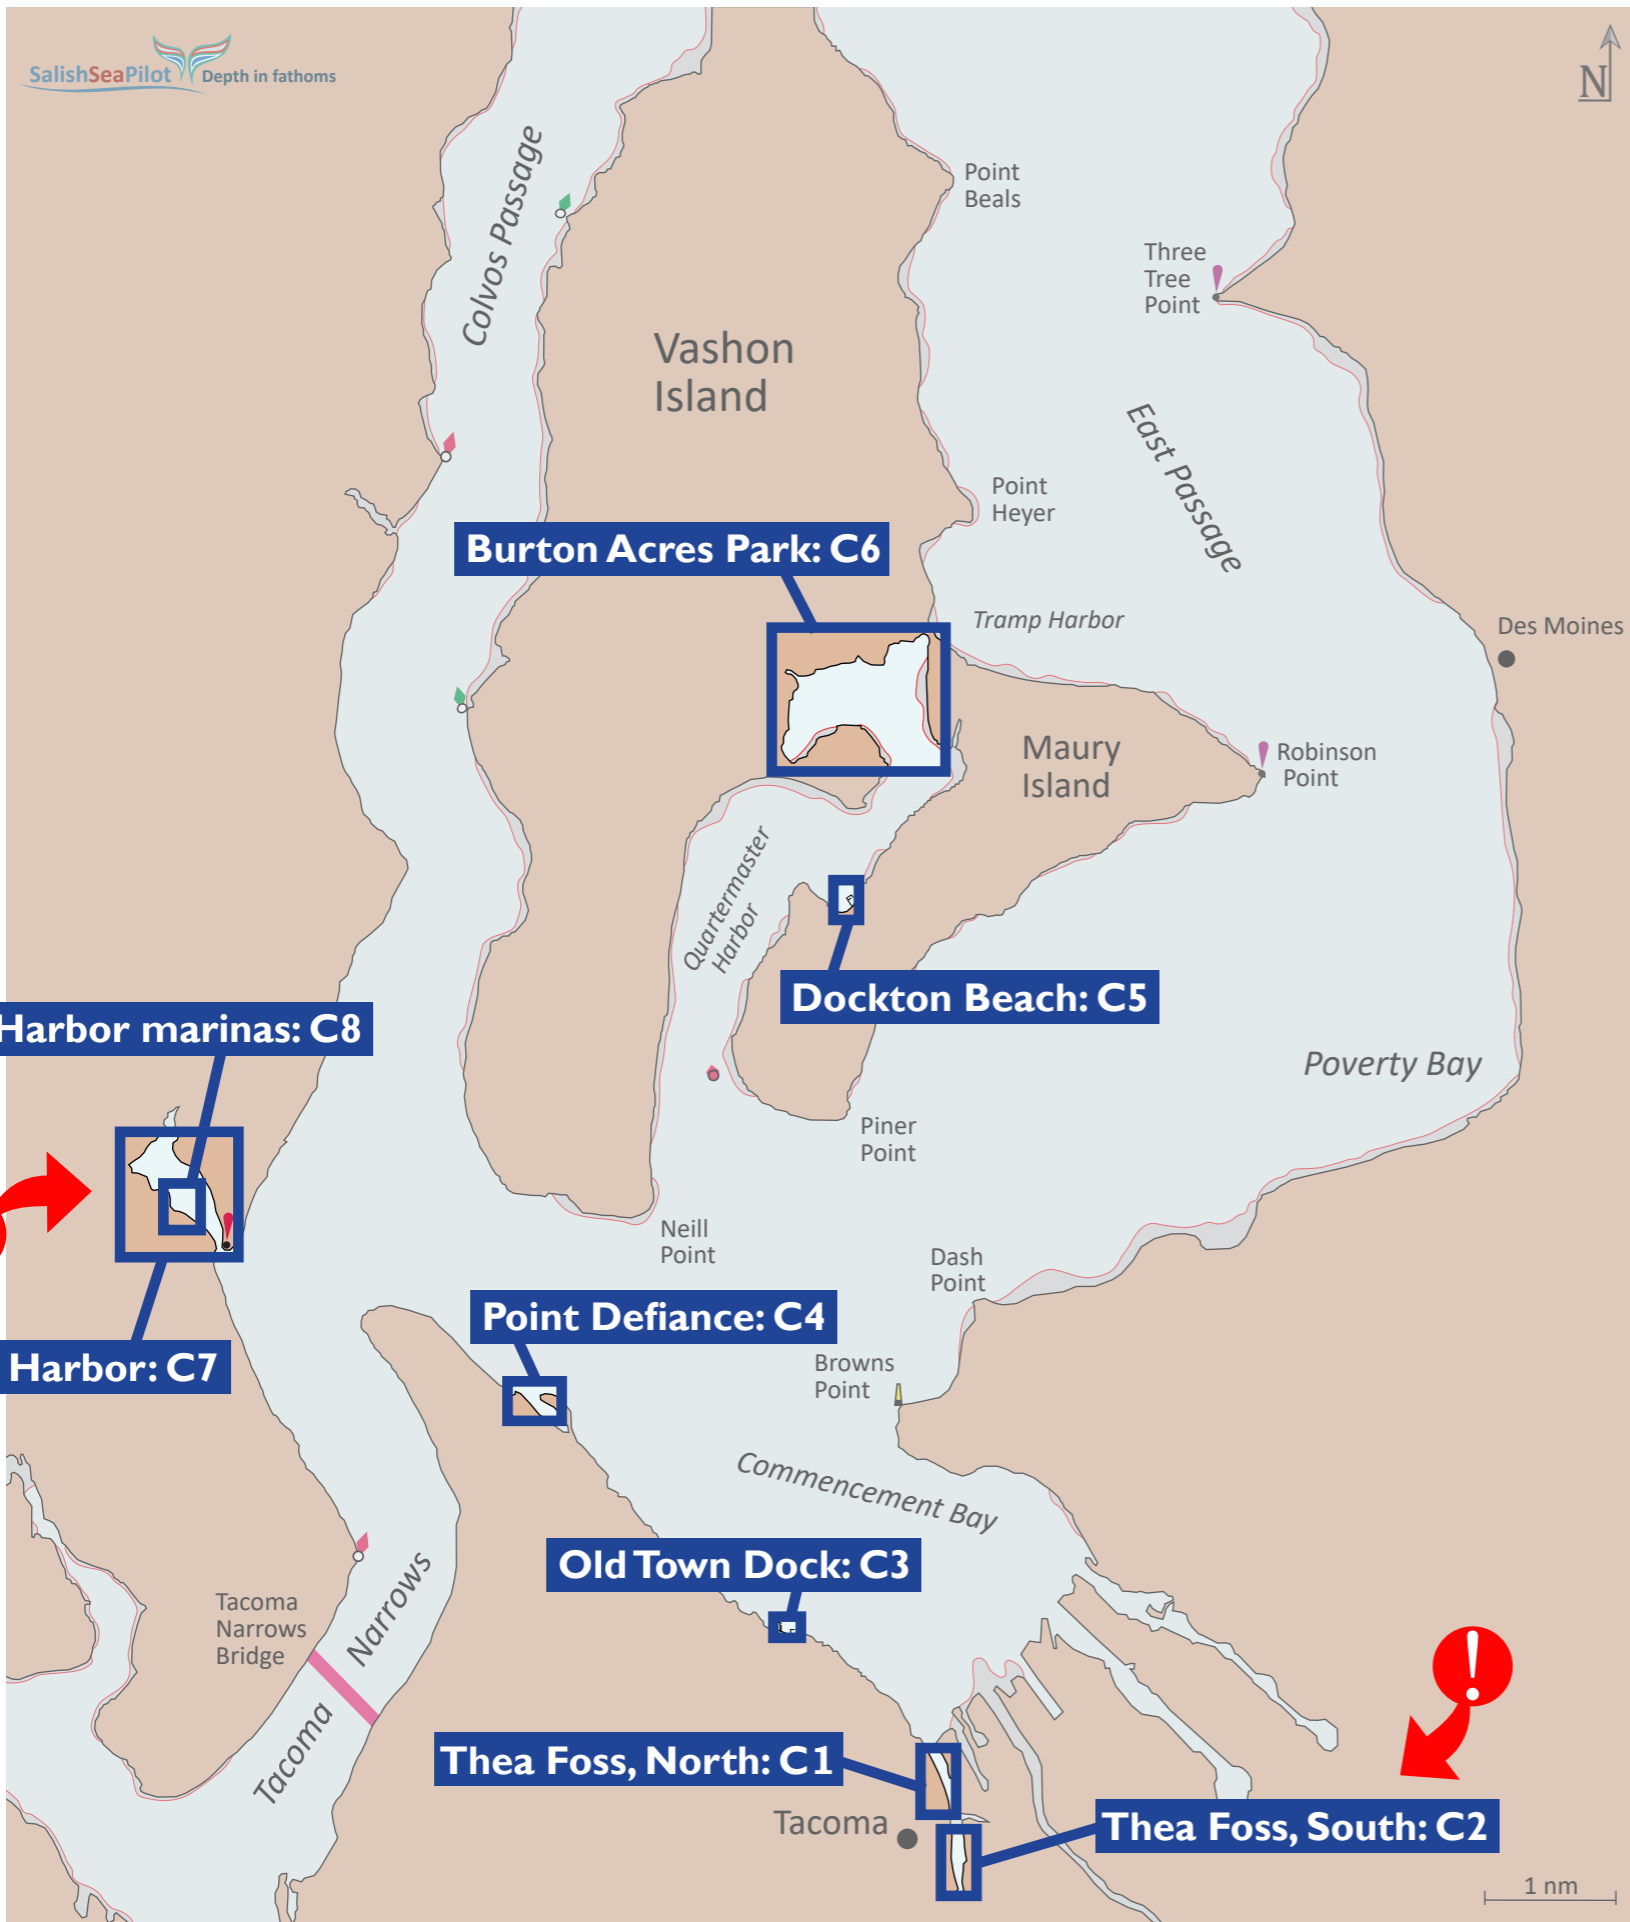 SalishSeaPilot Depth in fathoms
N
Colvos Passage
Point
Beals
Three
Tree
Point
Vashon
Island
East Passage
Point
Heyer
Burton Acres Park: C6
Tramp Harbor
Des Moines
Maury
Island
Robinson
Point
Quartermaster
Harbor
Dockton Beach: C5
Harbor marinas: C8
Poverty Bay
Piner
Point
Neill
Point
Dash
Point
Point Defiance: C4
Harbor: C7
Browns
Point
Commencement Bay
Old Town Dock: C3
Tacoma
Narrows
Bridge
Tacoma Narrows
!
Thea Foss, North: C1
Tacoma
Thea Foss, South: C2
1 nm